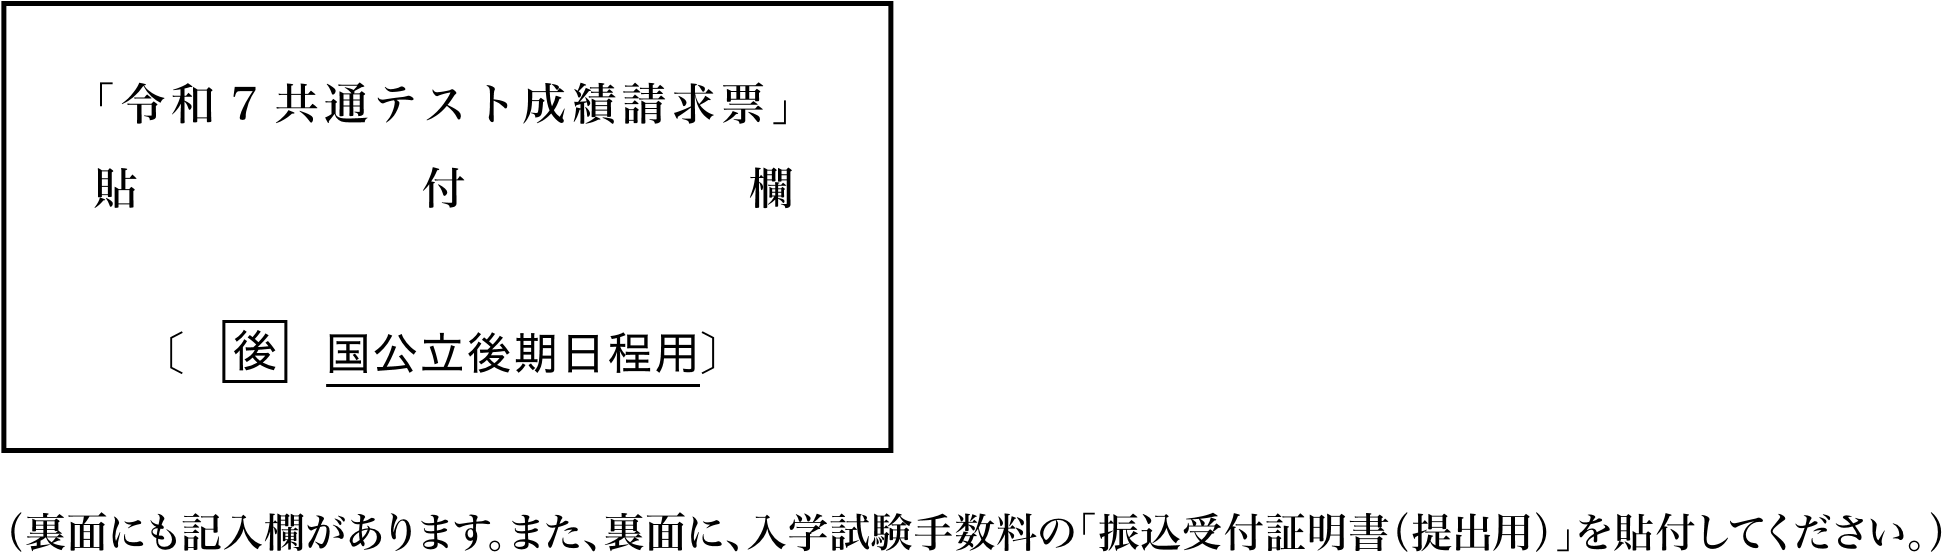 「令和７共通テスト成績請求票」
貼付欄
〔 後 国公立後期日程用〕
（裏面にも記入欄があります。また、裏面に、入学試験手数料の「振込受付証明書（提出用）」を貼付してください。）